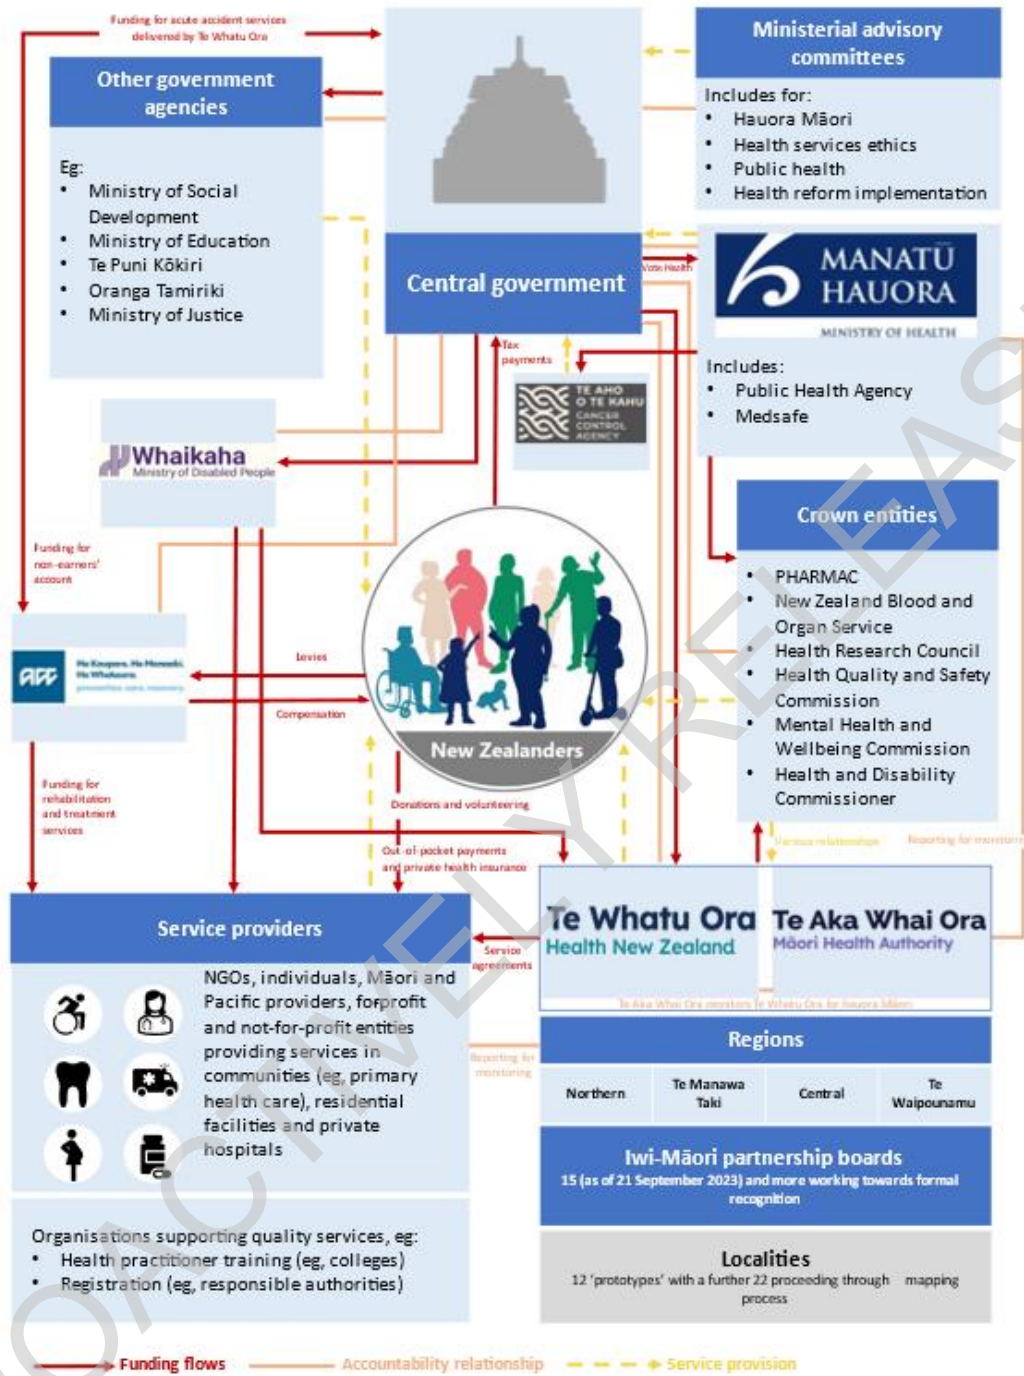 Funding for acute accident services
delivered by Te Whatu Ora
Other government
agencies
Eg:
• Ministry of Social
Development
• Ministry of Education
• Te Puni Kōkiri
• Oranga Tamiriki
• Ministry of Justice
Central government
Ministerial advisory
committees
Includes for:
• Hauora Māori
• Health services ethics
• Public health
• Health reform implementation
Vote Health
MANATŪ
HAUORA
MINISTRY OF HEALTH
Includes:
• Public Health Agency
• Medsafe
Tax
payments
TE AHO
O TE KAHU
CANCER
CONTROL
AGENCY
Whaikaha
Ministry of Disabled People
Crown entities
• PHARMAC
• New Zealand Blood and
Organ Service
• Health Research Council
• Health Quality and Safety
Commission
• Mental Health and
Wellbeing Commission
• Health and Disability
Commissioner
Funding for
non-earners'
account
ACC
He Kaupare. He Manaaki.
He Whakaora.
prevention. care. recovery.
Levies
Compensation
New Zealanders
Funding for
rehabilitation
and treatment
services
Donations and volunteering
Out-of-pocket payments
and private health insurance
Various relationships
Reporting for monitoring
Service providers
NGOs, individuals, Māori and
Pacific providers, forprofit
and not-for-profit entities
providing services in
communities (eg, primary
health care), residential
facilities and private
hospitals
Service
agreements
Te Whatu Ora
Health New Zealand
Te Aka Whai Ora
Māori Health Authority
Te Aka Whai Ora monitors Te Whatu Ora for hauora Māori
Reporting for
monitoring
Regions
Northern
Te Manawa
Taki
Central
Te
Waipounamu
Iwi-Māori partnership boards
15 (as of 21 September 2023) and more working towards formal
recognition
Localities
12 'prototypes' with a further 22 proceeding through mapping
process
Organisations supporting quality services, eg:
• Health practitioner training (eg, colleges)
• Registration (eg, responsible authorities)
Funding flows
Accountability relationship
Service provision